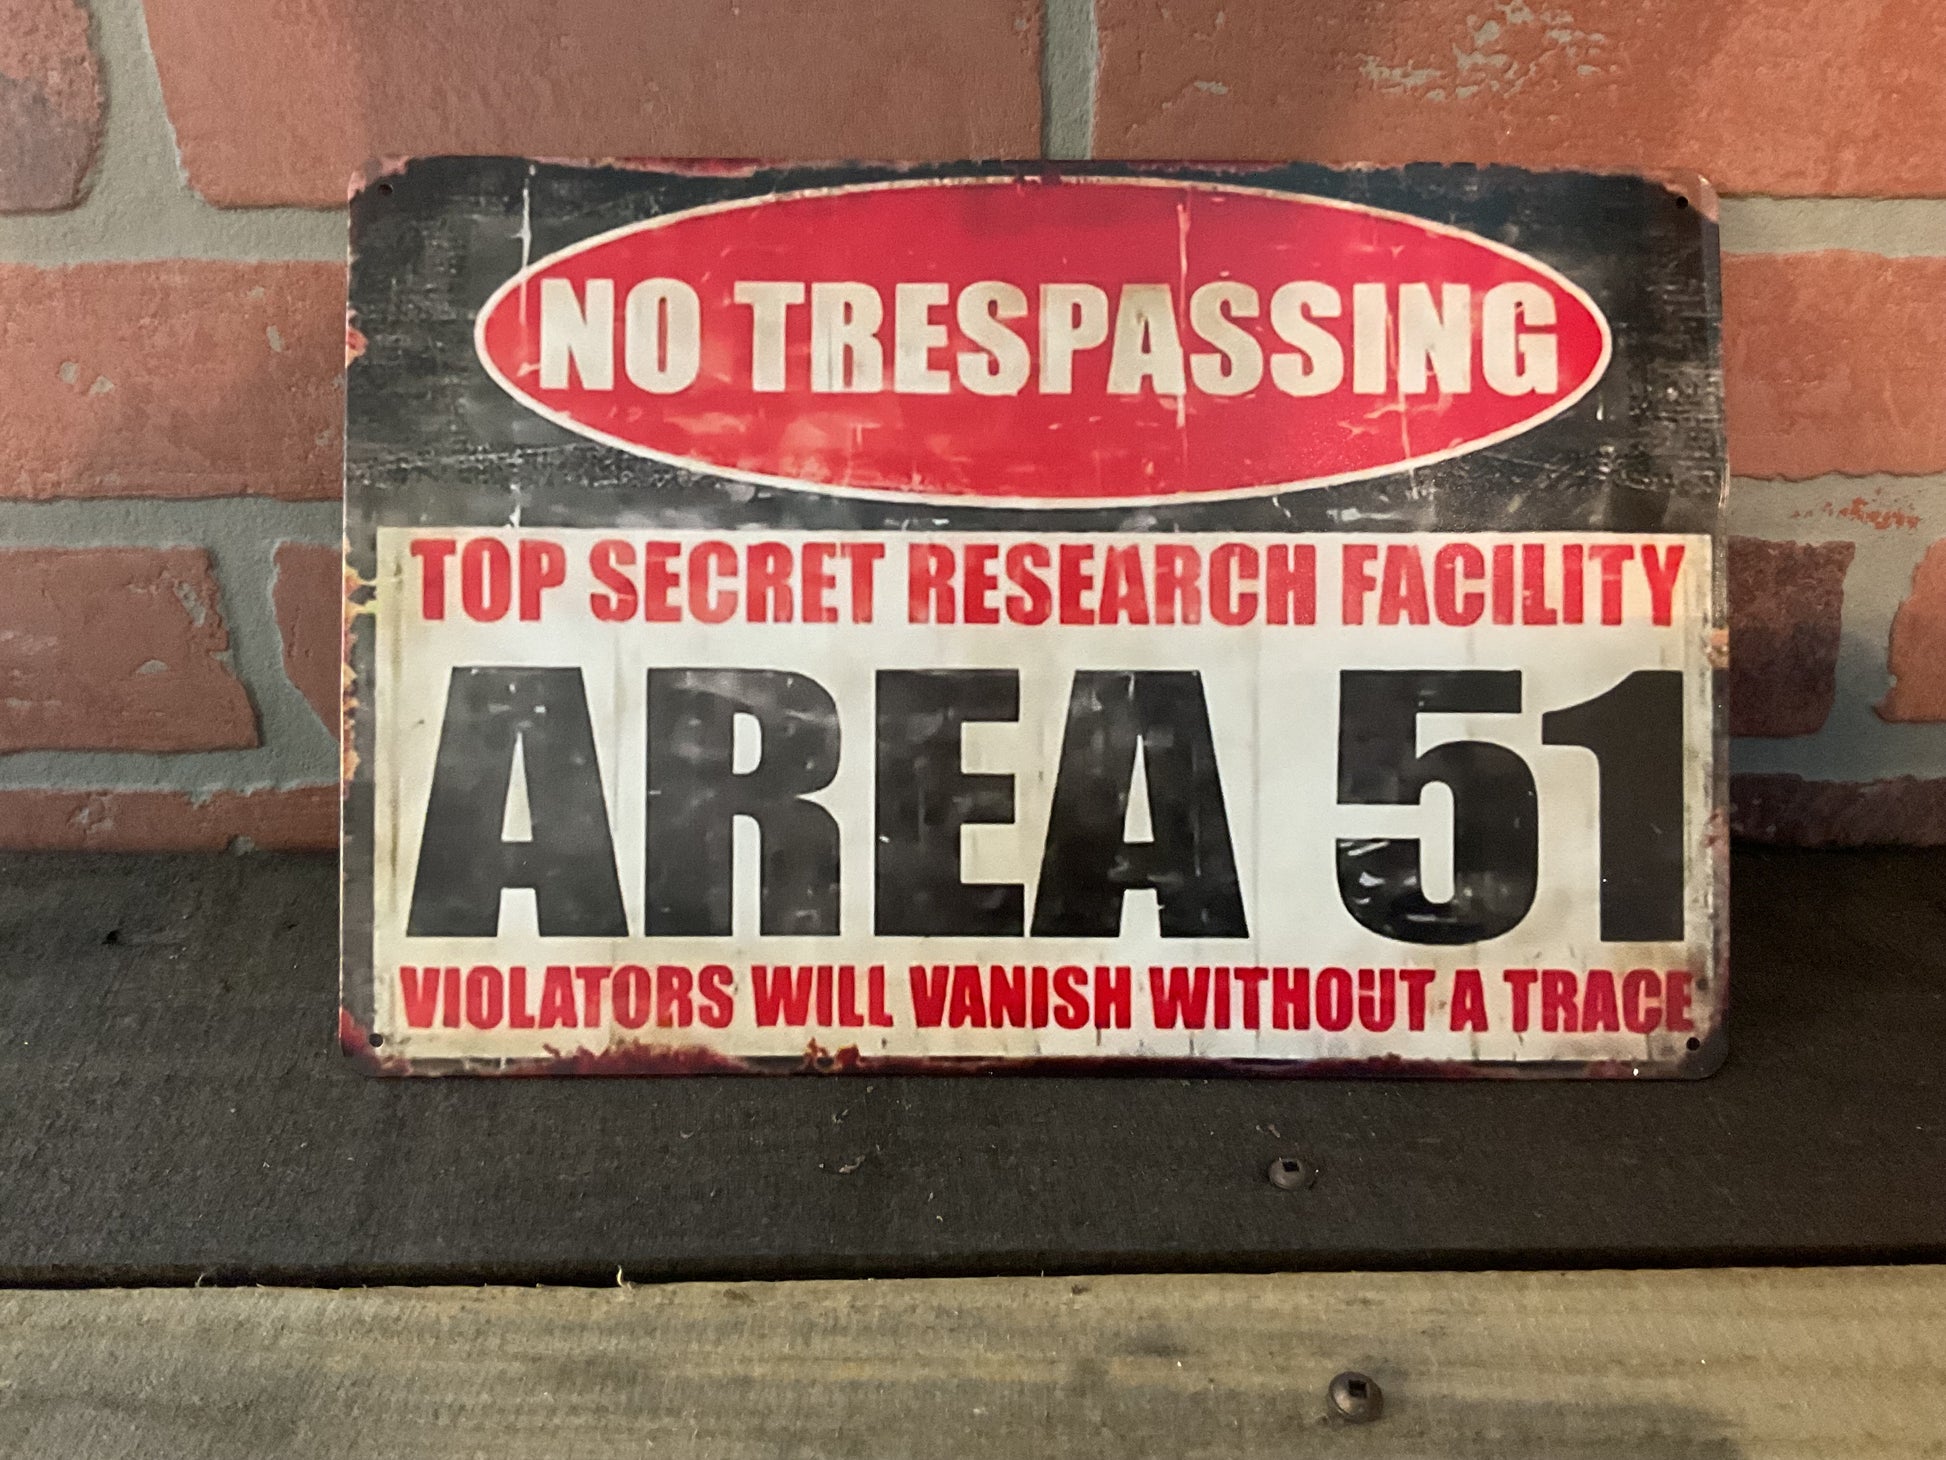 NO TRESPASSING
TOP SECRET RESEARCH FACILITY
AREA 51
VIOLATORS WILL VANISH WITHOUT A TRACE